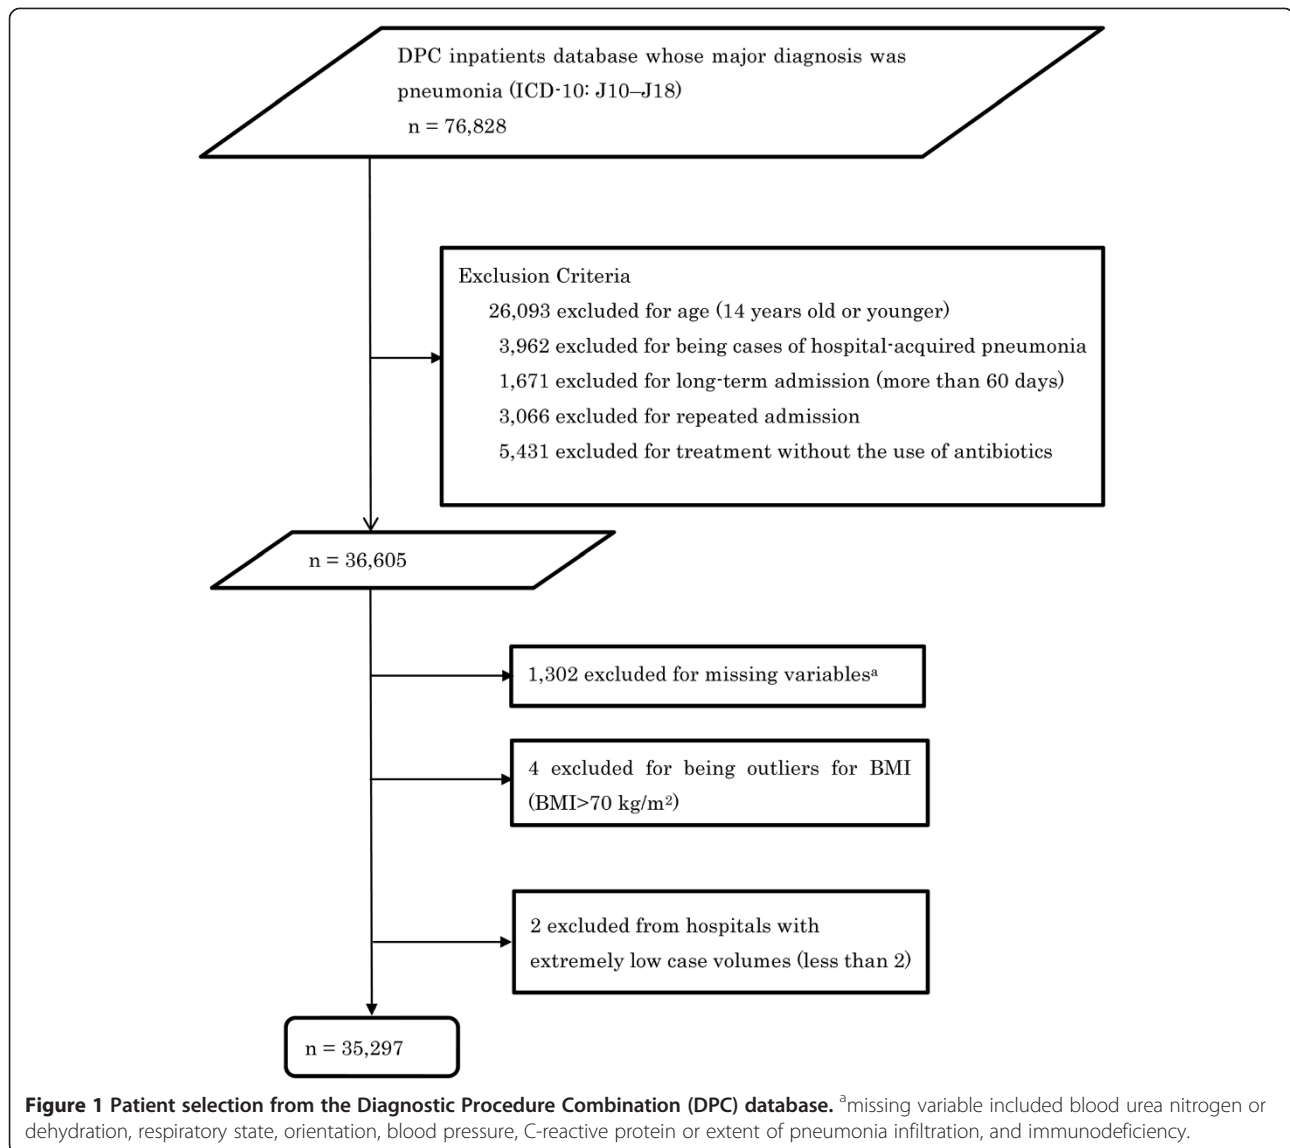 DPC inpatients database whose major diagnosis was
pneumonia (ICD-10: J10–J18)
n = 76,828
Exclusion Criteria
26,093 excluded for age (14 years old or younger)
3,962 excluded for being cases of hospital-acquired pneumonia
1,671 excluded for long-term admission (more than 60 days)
3,066 excluded for repeated admission
5,431 excluded for treatment without the use of antibiotics
n = 36,605
1,302 excluded for missing variablesᵃ
4 excluded for being outliers for BMI
(BMI>70 kg/m²)
2 excluded from hospitals with
extremely low case volumes (less than 2)
n = 35,297
Figure 1 Patient selection from the Diagnostic Procedure Combination (DPC) database. ᵃmissing variable included blood urea nitrogen or
dehydration, respiratory state, orientation, blood pressure, C-reactive protein or extent of pneumonia infiltration, and immunodeficiency.